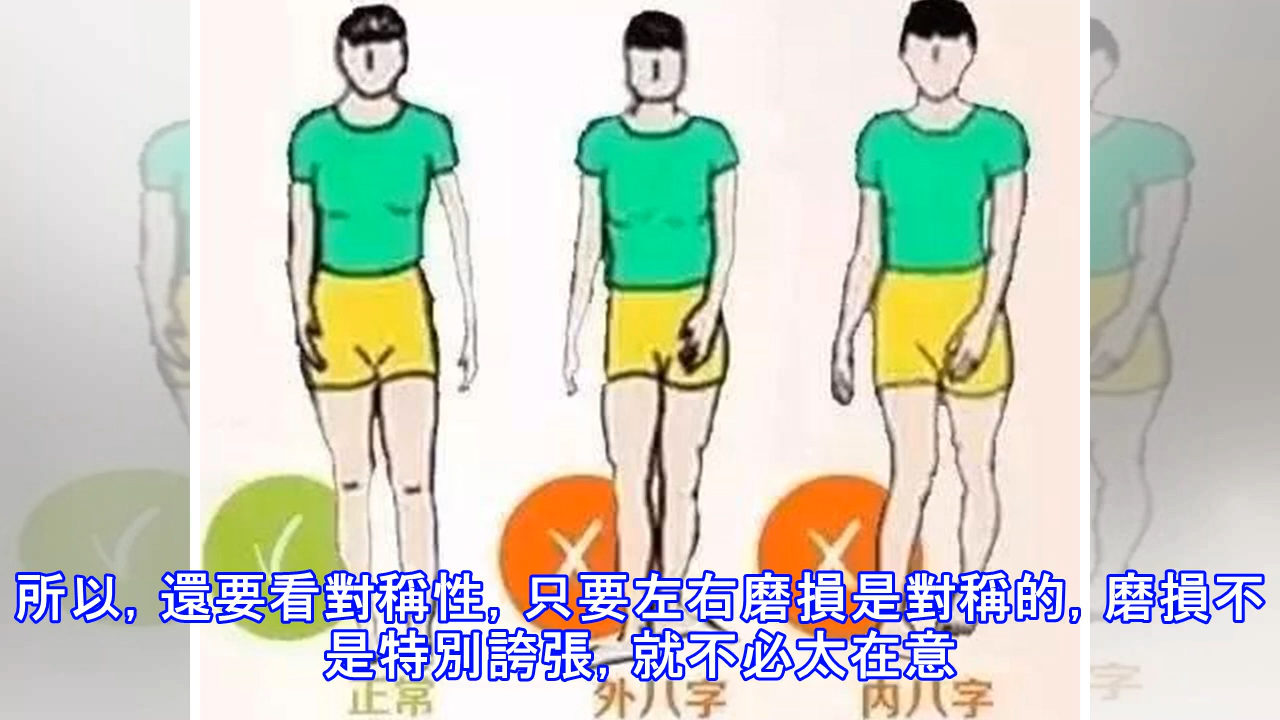 所以, 還要看對稱性, 只要左右磨損是對稱的, 磨損不
是特別誇張, 就不必太在意
正常 外八字 内八字
字